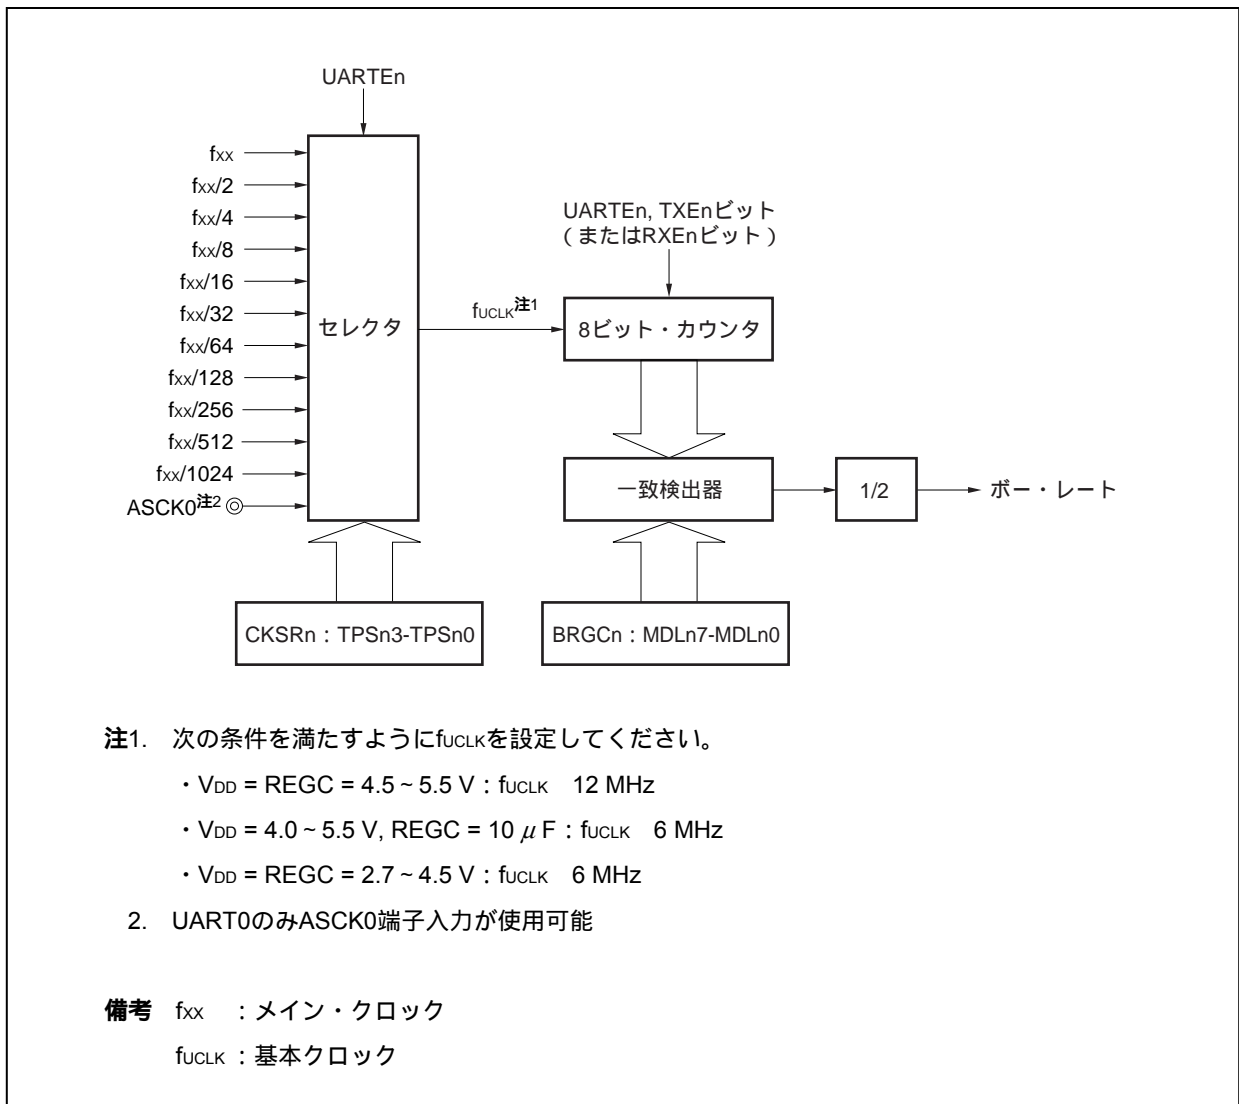 UARTEn
fXX
fXX/2
fXX/4
fXX/8
fXX/16
fXX/32
fXX/64
fXX/128
fXX/256
fXX/512
fXX/1024
ASCK0注2
セレクタ
fUCLK注1
UARTEn, TXEnビット
（またはRXEnビット）
8ビット・カウンタ
一致検出器
1/2
ボー・レート
CKSRn：TPSn3-TPSn0
BRGCn：MDLn7-MDLn0
注1. 次の条件を満たすようにfUCLKを設定してください。
・VDD = REGC = 4.5～5.5 V：fUCLK 12 MHz
・VDD = 4.0～5.5 V, REGC = 10 μF：fUCLK 6 MHz
・VDD = REGC = 2.7～4.5 V：fUCLK 6 MHz
2. UART0のみASCK0端子入力が使用可能
備考 fXX ：メイン・クロック
fUCLK：基本クロック